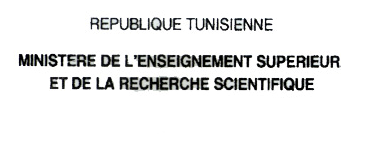 REPUBLIQUE TUNISIENNE
MINISTERE DE L'ENSEIGNEMENT SUPERIEUR
ET DE LA RECHERCHE SCIENTIFIQUE